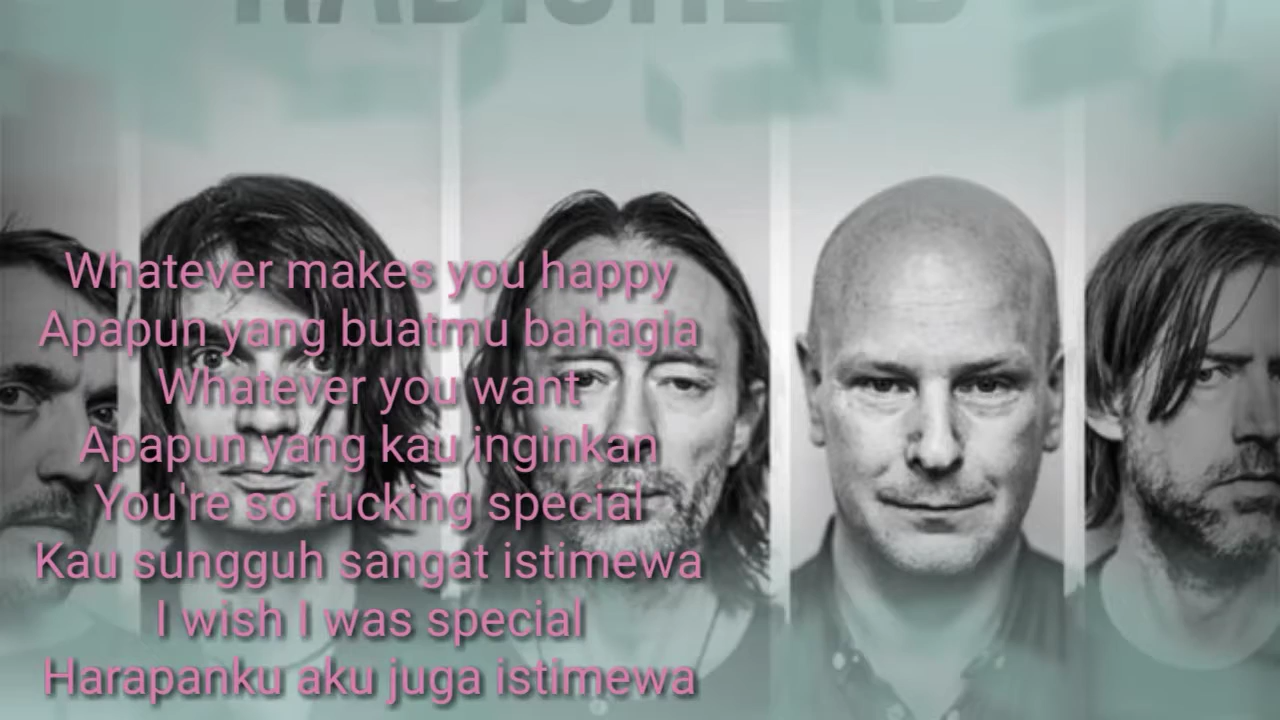 RADIOHEAD
Whatever makes you happy
Apapun yang buatmu bahagia
Whatever you want
Apapun yang kau inginkan
You're so fucking special
Kau sungguh sangat istimewa
I wish I was special
Harapanku aku juga istimewa